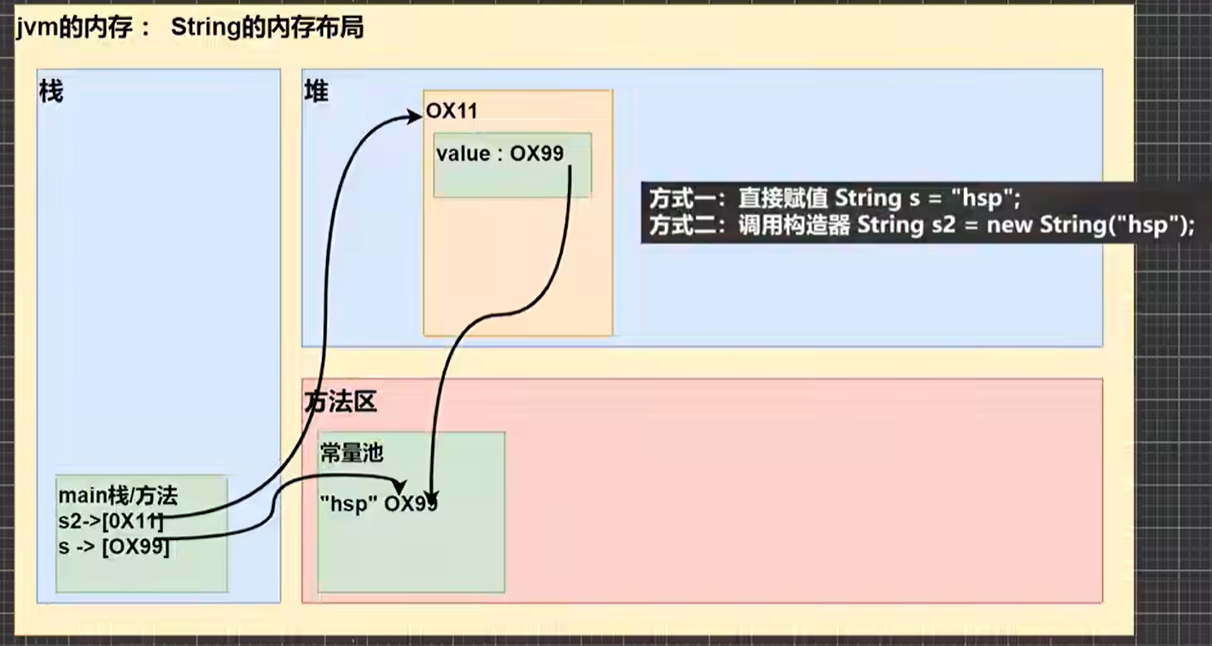 jvm的内存： String的内存布局
栈
堆
OX11
value : OX99
方式一：直接赋值 String s = "hsp";
方式二：调用构造器 String s2 = new String("hsp");
方法区
常量池
"hsp" OX99
main栈/方法
s2->[0X11]
s -> [OX99]